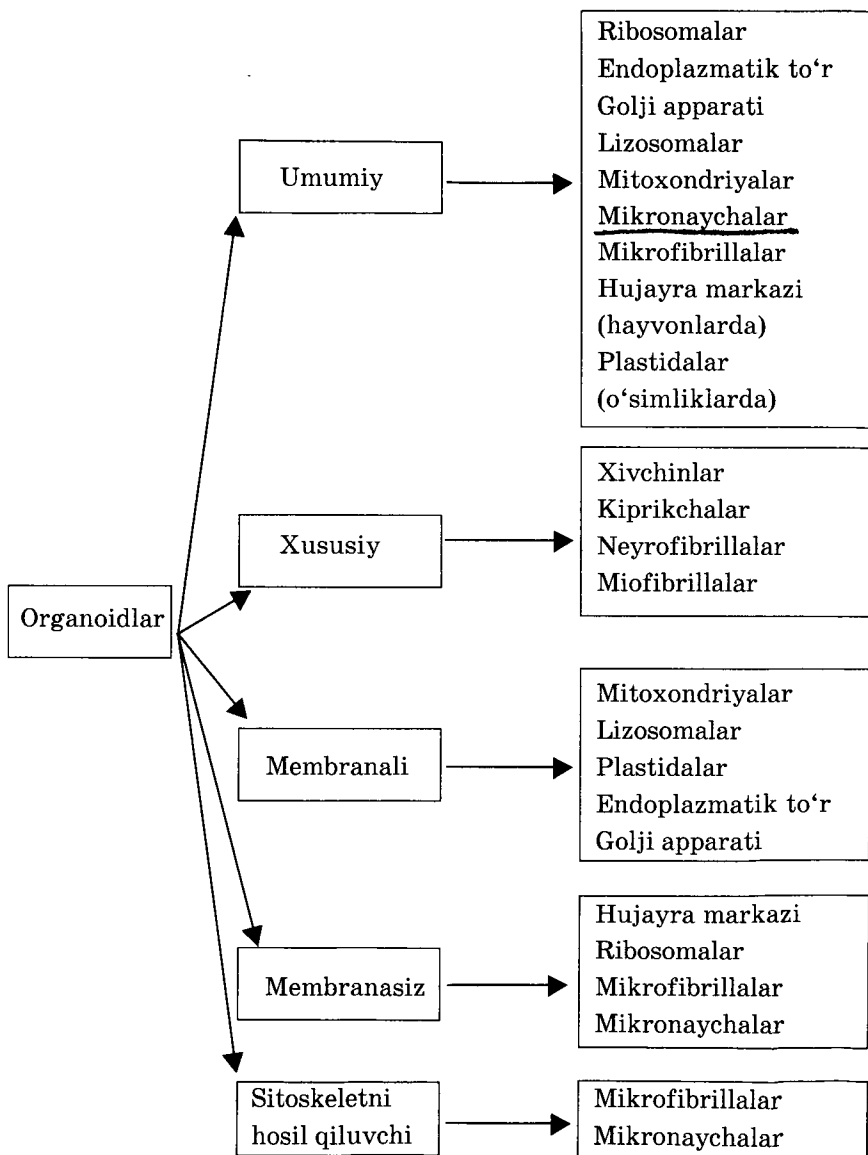 Organoidlar
Umumiy
Ribosomalar
Endoplazmatik to‘r
Golji apparati
Lizosomalar
Mitoxondriyalar
Mikronaychalar
Mikrofibrillalar
Hujayra markazi
(hayvonlarda)
Plastidalar
(o‘simliklarda)
Xususiy
Xivchinlar
Kiprikchalar
Neyrofibrillalar
Miofibrillalar
Membranali
Mitoxondriyalar
Lizosomalar
Plastidalar
Endoplazmatik to‘r
Golji apparati
Membranasiz
Hujayra markazi
Ribosomalar
Mikrofibrillalar
Mikronaychalar
Sitoskeletni
hosil qiluvchi
Mikrofibrillalar
Mikronaychalar